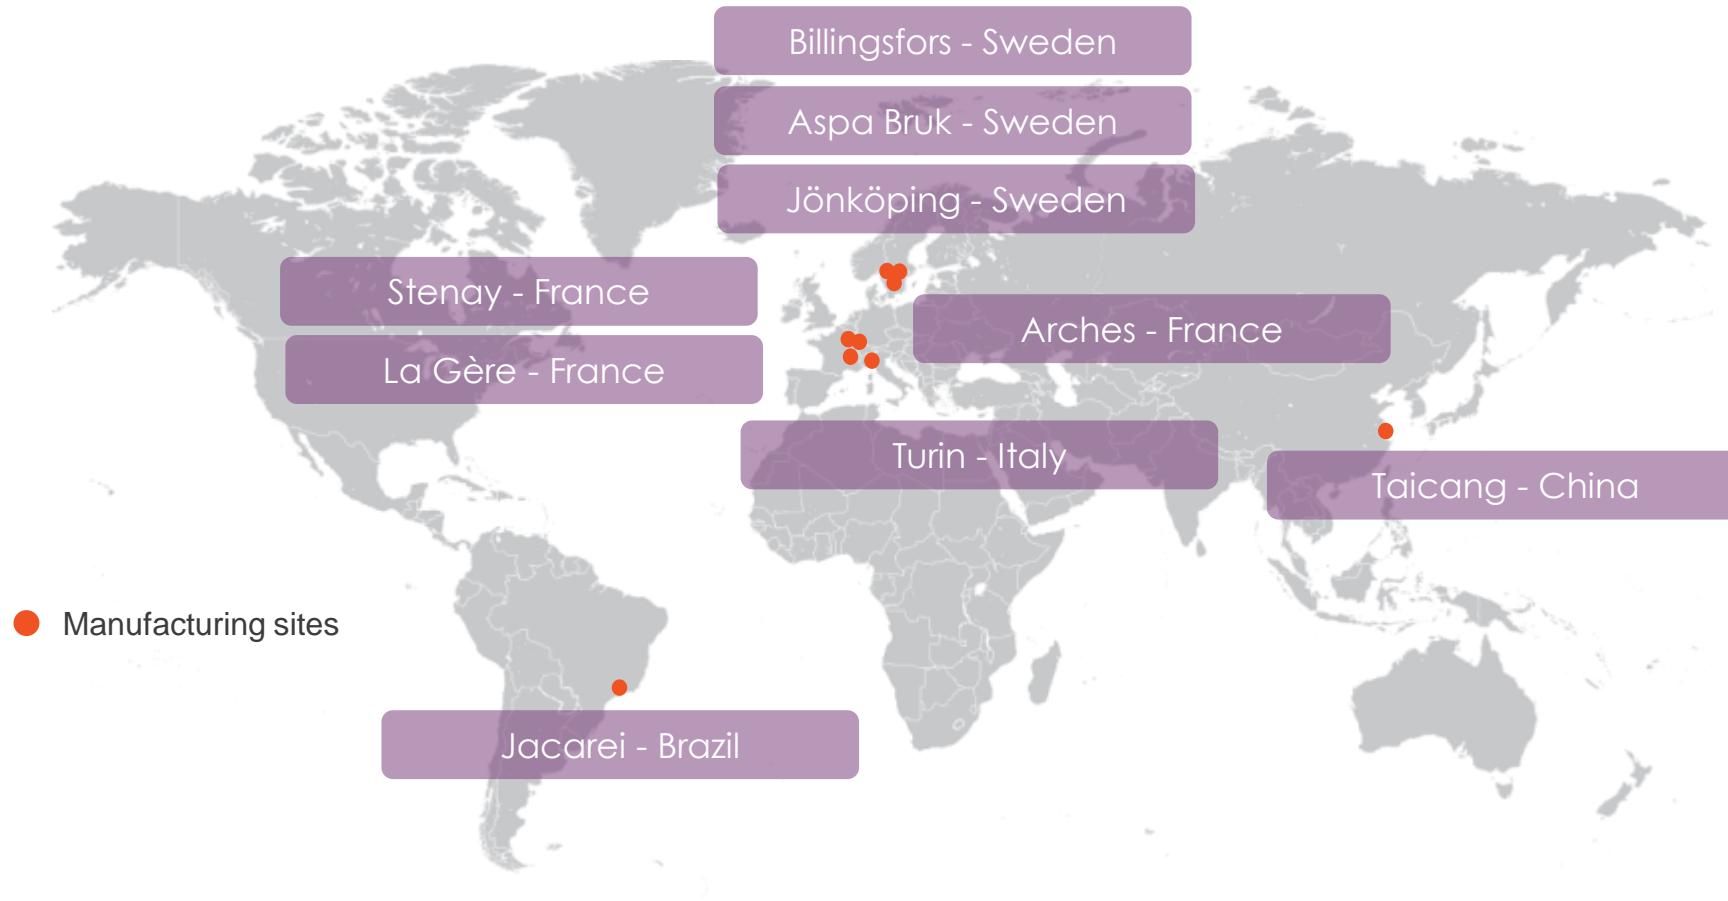 Billingsfors - Sweden
Aspa Bruk - Sweden
Jönköping - Sweden
Stenay - France
Arches - France
La Gère - France
Turin - Italy
Taicang - China
Manufacturing sites
Jacarei - Brazil